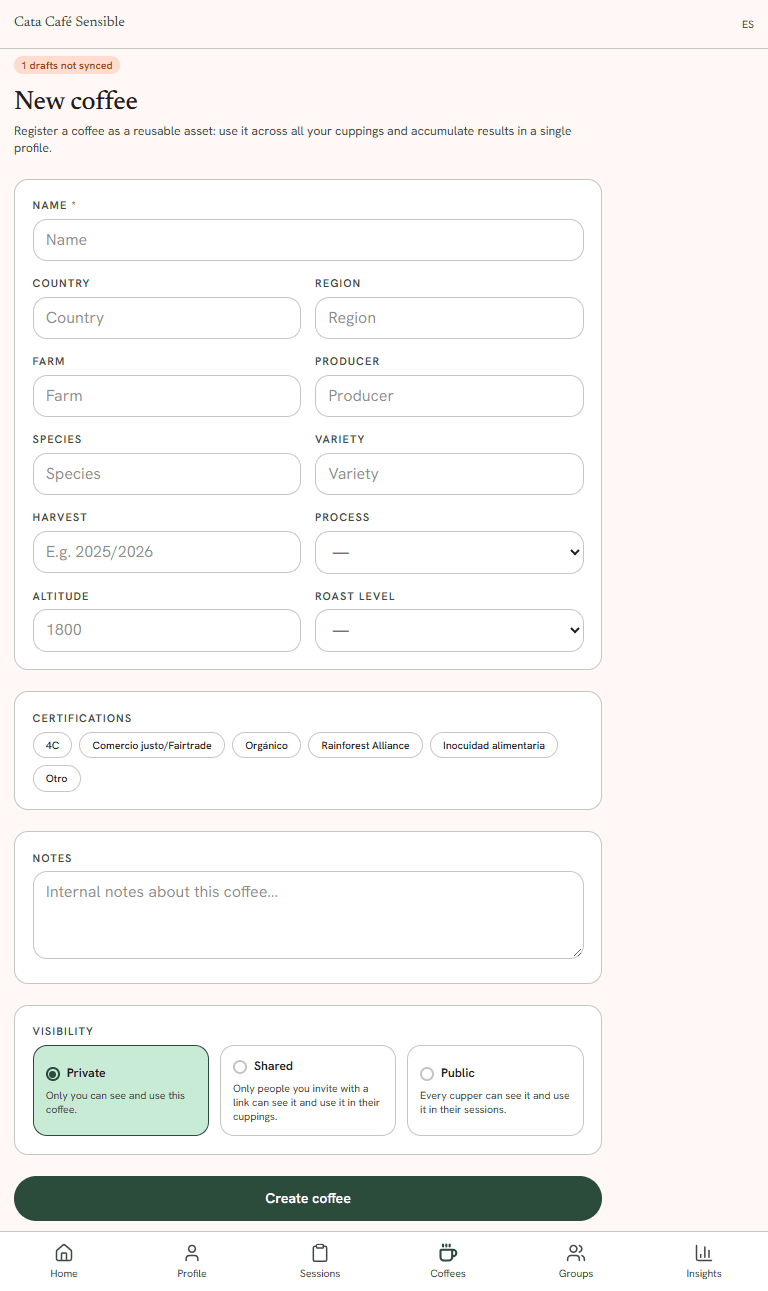 Cata Café Sensible
ES
1 drafts not synced
New coffee
Register a coffee as a reusable asset: use it across all your cuppings and accumulate results in a single
profile.
NAME *
Name
COUNTRY
REGION
Country
Region
FARM
PRODUCER
Farm
Producer
SPECIES
VARIETY
Species
Variety
HARVEST
PROCESS
E.g. 2025/2026
—
ALTITUDE
ROAST LEVEL
1800
—
CERTIFICATIONS
4C
Comercio justo/Fairtrade
Orgánico
Rainforest Alliance
Inocuidad alimentaria
Otro
NOTES
Internal notes about this coffee...
VISIBILITY
Private
Only you can see and use this
coffee.
Shared
Only people you invite with a
link can see it and use it in their
cuppings.
Public
Every cupper can see it and use
it in their sessions.
Create coffee
Home
Profile
Sessions
Coffees
Groups
Insights